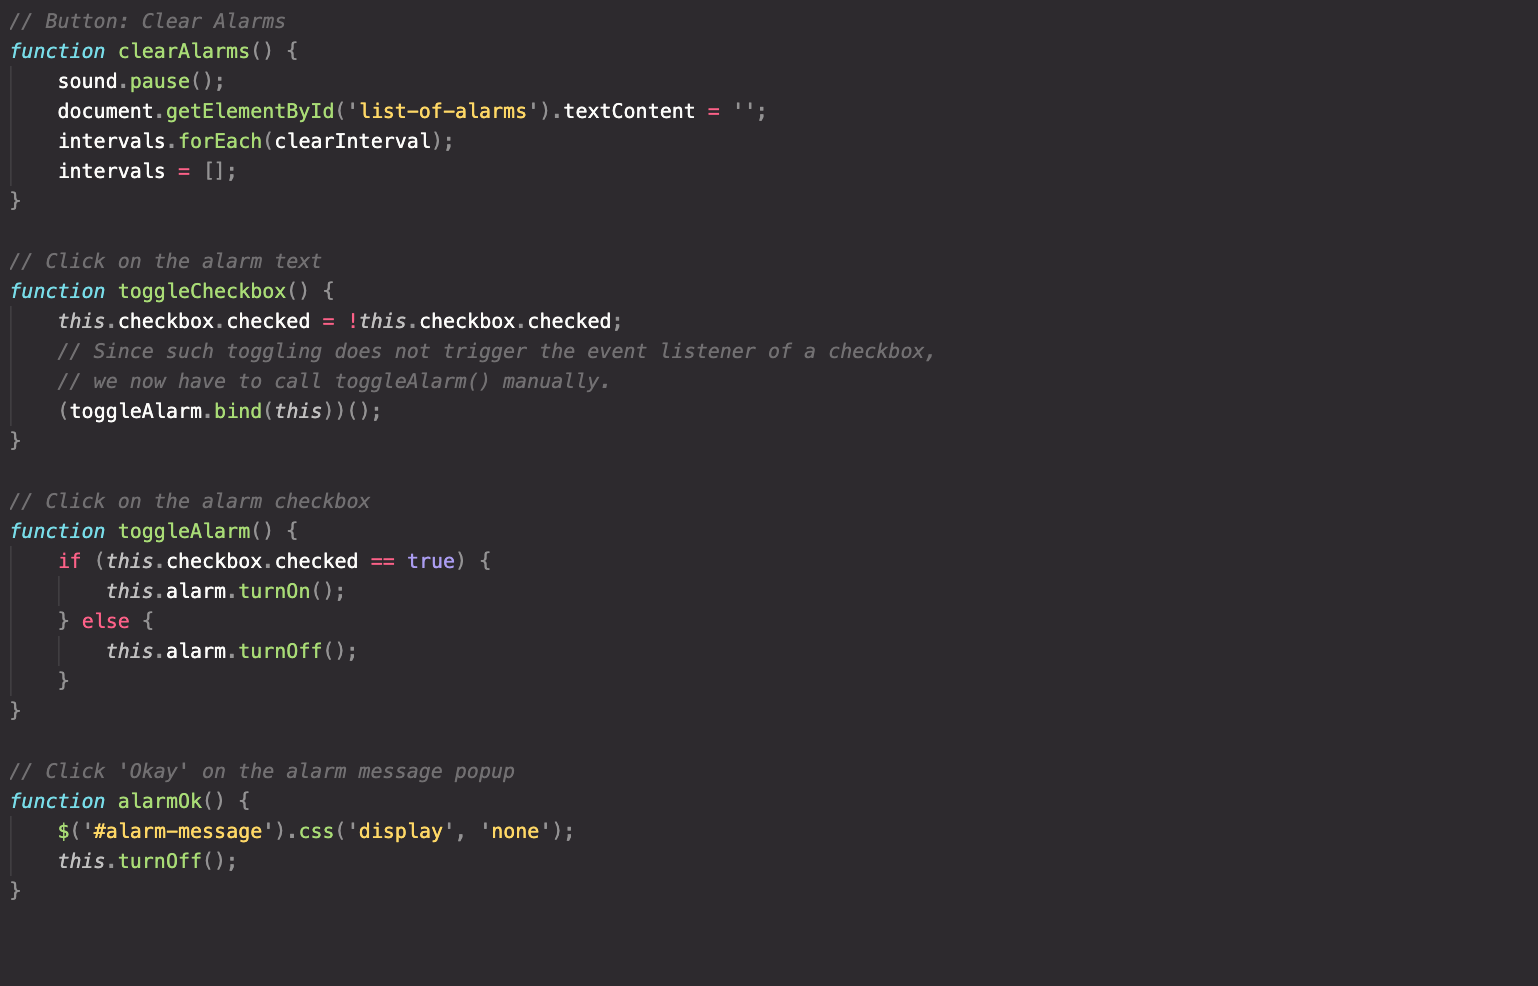 // Button: Clear Alarms
function clearAlarms() {
    sound.pause();
    document.getElementById('list-of-alarms').textContent = '';
    intervals.forEach(clearInterval);
    intervals = [];
}

// Click on the alarm text
function toggleCheckbox() {
    this.checkbox.checked = !this.checkbox.checked;
    // Since such toggling does not trigger the event listener of a checkbox,
    // we now have to call toggleAlarm() manually.
    (toggleAlarm.bind(this))();
}

// Click on the alarm checkbox
function toggleAlarm() {
    if (this.checkbox.checked == true) {
        this.alarm.turnOn();
    } else {
        this.alarm.turnOff();
    }
}

// Click 'Okay' on the alarm message popup
function alarmOk() {
    $('#alarm-message').css('display', 'none');
    this.turnOff();
}